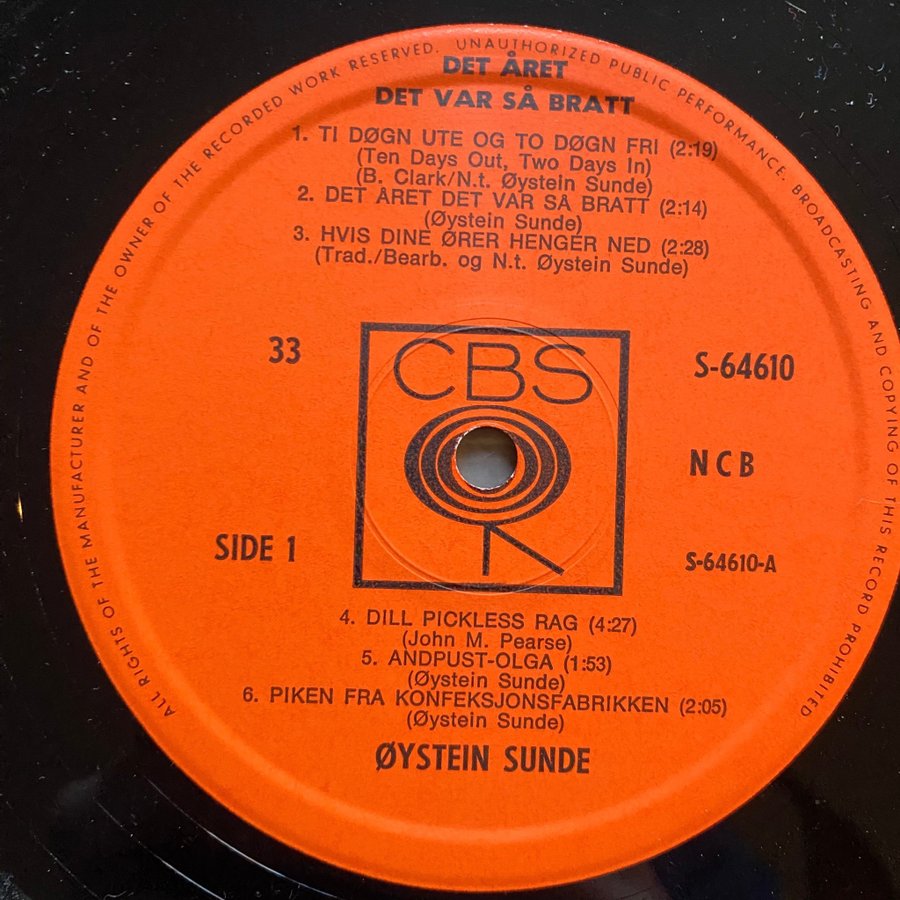 ALL RIGHTS OF THE MANUFACTURER AND OF THE OWNER OF THE RECORDED WORK RESERVED. UNAUTHORIZED PUBLIC PERFORMANCE. BROADCASTING AND COPYING OF THIS RECORD PROHIBITED
DET ÅRET
DET VAR SÅ BRATT
1. TI DØGN UTE OG TO DØGN FRI (2:19)
(Ten Days Out, Two Days In)
(B. Clark/N.t. Øystein Sunde)
2. DET ÅRET DET VAR SÅ BRATT (2:14)
(Øystein Sunde)
3. HVIS DINE ØRER HENGER NED (2:28)
(Trad./Bearb. og N.t. Øystein Sunde)
33
CBS
S-64610
NCB
SIDE 1
S-64610-A
4. DILL PICKLESS RAG (4:27)
(John M. Pearse)
5. ANDPUST-OLGA (1:53)
(Øystein Sunde)
6. PIKEN FRA KONFEKSJONSFABRIKKEN (2:05)
(Øystein Sunde)
ØYSTEIN SUNDE